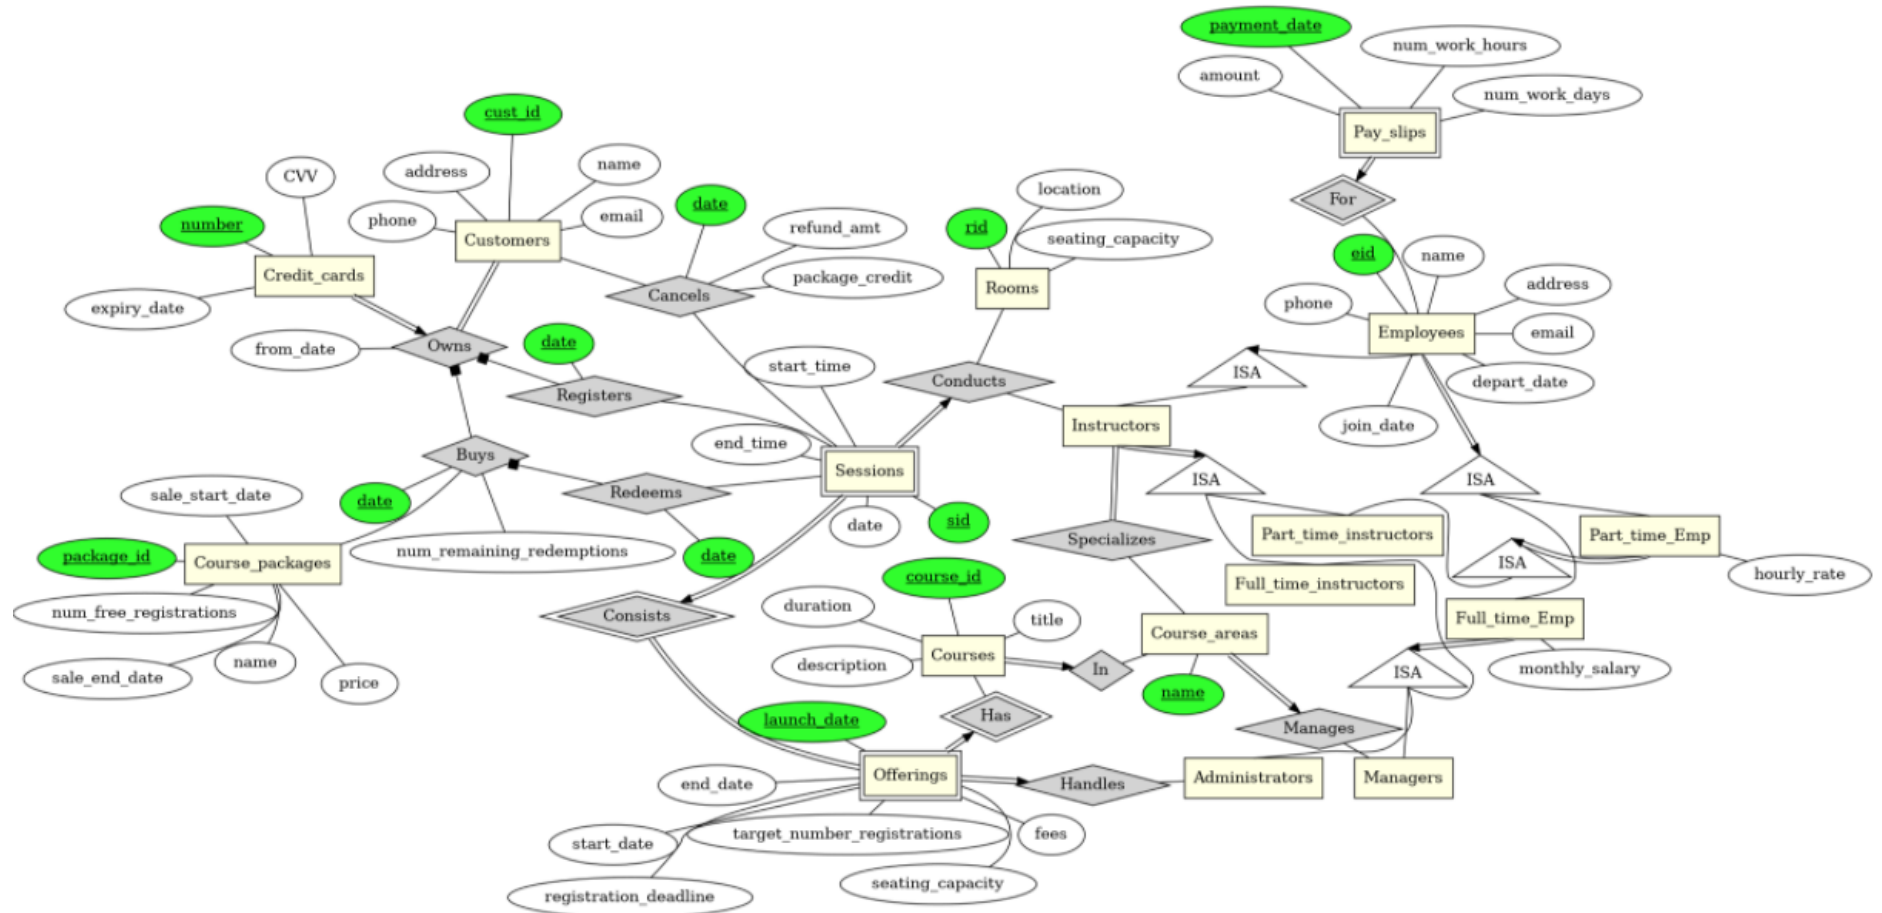 payment_date
num_work_hours
amount
num_work_days
Pay_slips
cust_id
address
name
CVV
phone
email
number
Customers
Credit_cards
expiry_date
from_date
Owns
date
refund_amt
package_credit
Cancels
date
Registers
location
rid
seating_capacity
Rooms
For
eid
name
address
phone
Employees
email
depart_date
join_date
ISA
start_time
Conducts
Instructors
end_time
Sessions
date
sid
Buys
Redeems
date
date
sale_start_date
num_remaining_redemptions
package_id
Course_packages
num_free_registrations
sale_end_date
name
price
ISA
ISA
Part_time_instructors
Part_time_Emp
Specializes
ISA
hourly_rate
Full_time_instructors
Full_time_Emp
monthly_salary
Consists
course_id
duration
title
Courses
description
In
Course_areas
name
ISA
Has
Manages
launch_date
Offerings
Handles
Administrators
Managers
end_date
start_date
target_number_registrations
fees
seating_capacity
registration_deadline